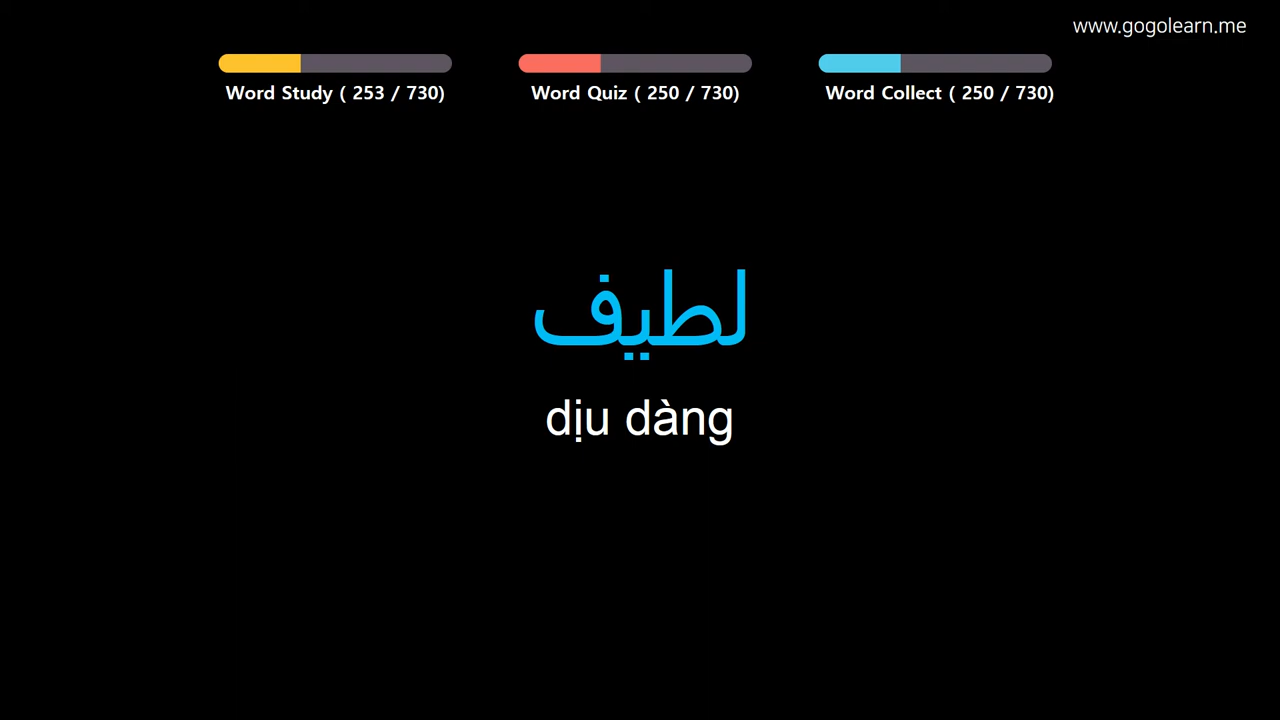 www.gogolearn.me
Word Study ( 253 / 730)
Word Quiz ( 250 / 730)
Word Collect ( 250 / 730)
لطيف
dịu dàng